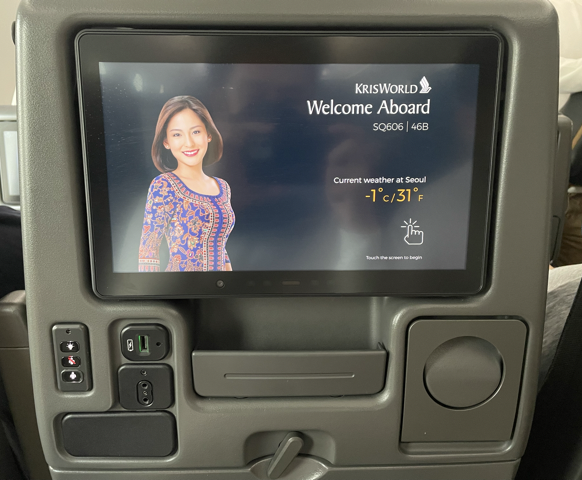 KRISWORLD
Welcome Aboard
SQ606 | 46B
Current weather at Seoul
-1°C/31°F
Touch the screen to begin